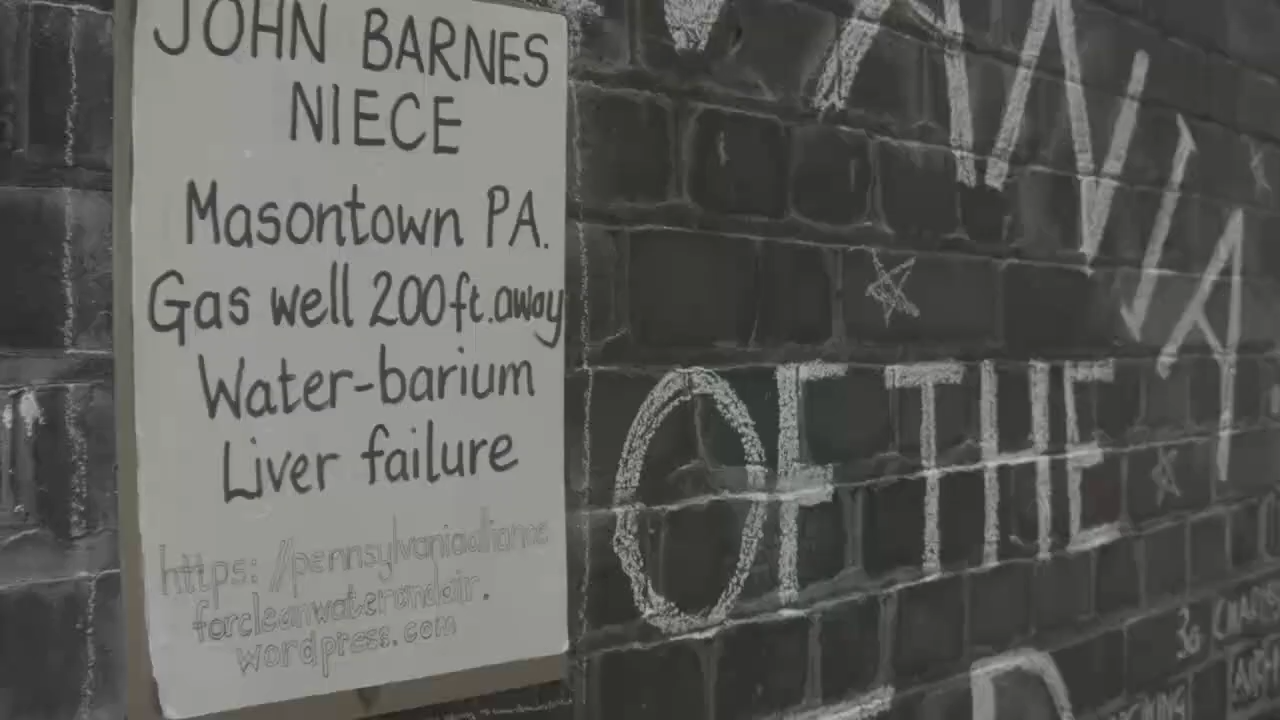 JOHN BARNES
NIECE
Masontown PA.
Gas well 200ft.away
Water-barium
Liver failure
https://pennsylvaniaalliance
forcleanwaterandair.
wordpress.com
OF THE